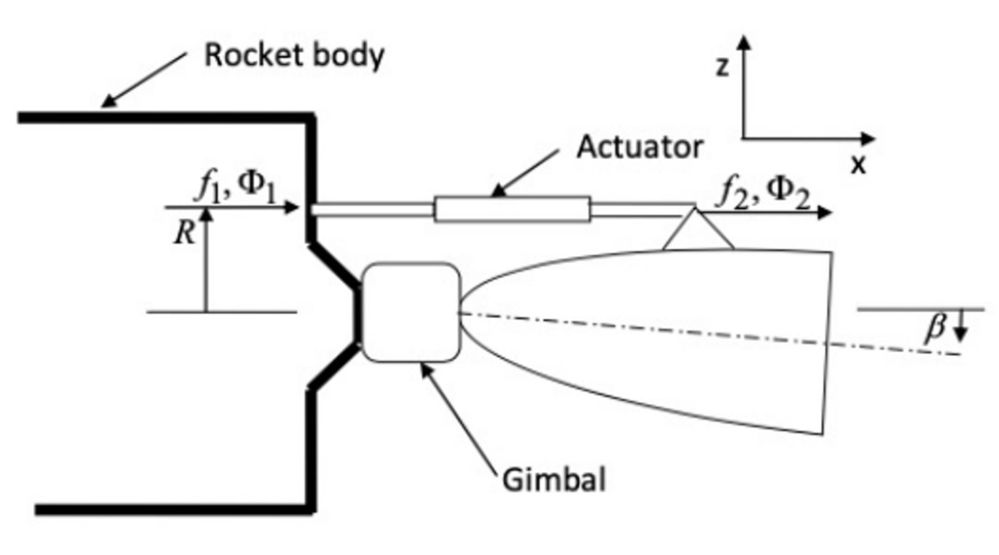 Rocket body
z
Actuator
x
f₁, Φ₁
f₂, Φ₂
R
β
Gimbal